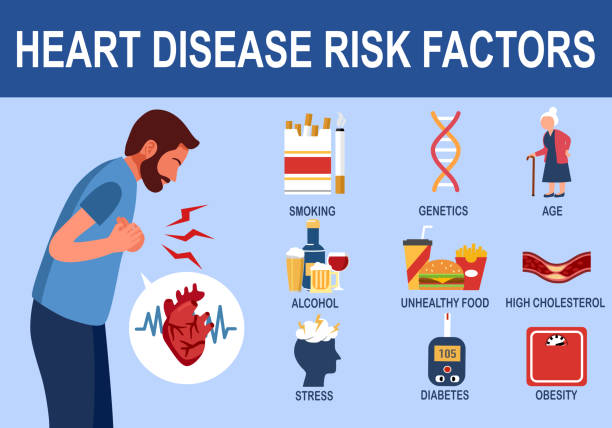 HEART DISEASE RISK FACTORS
SMOKING
GENETICS
AGE
ALCOHOL
UNHEALTHY FOOD
HIGH CHOLESTEROL
105
STRESS
DIABETES
OBESITY